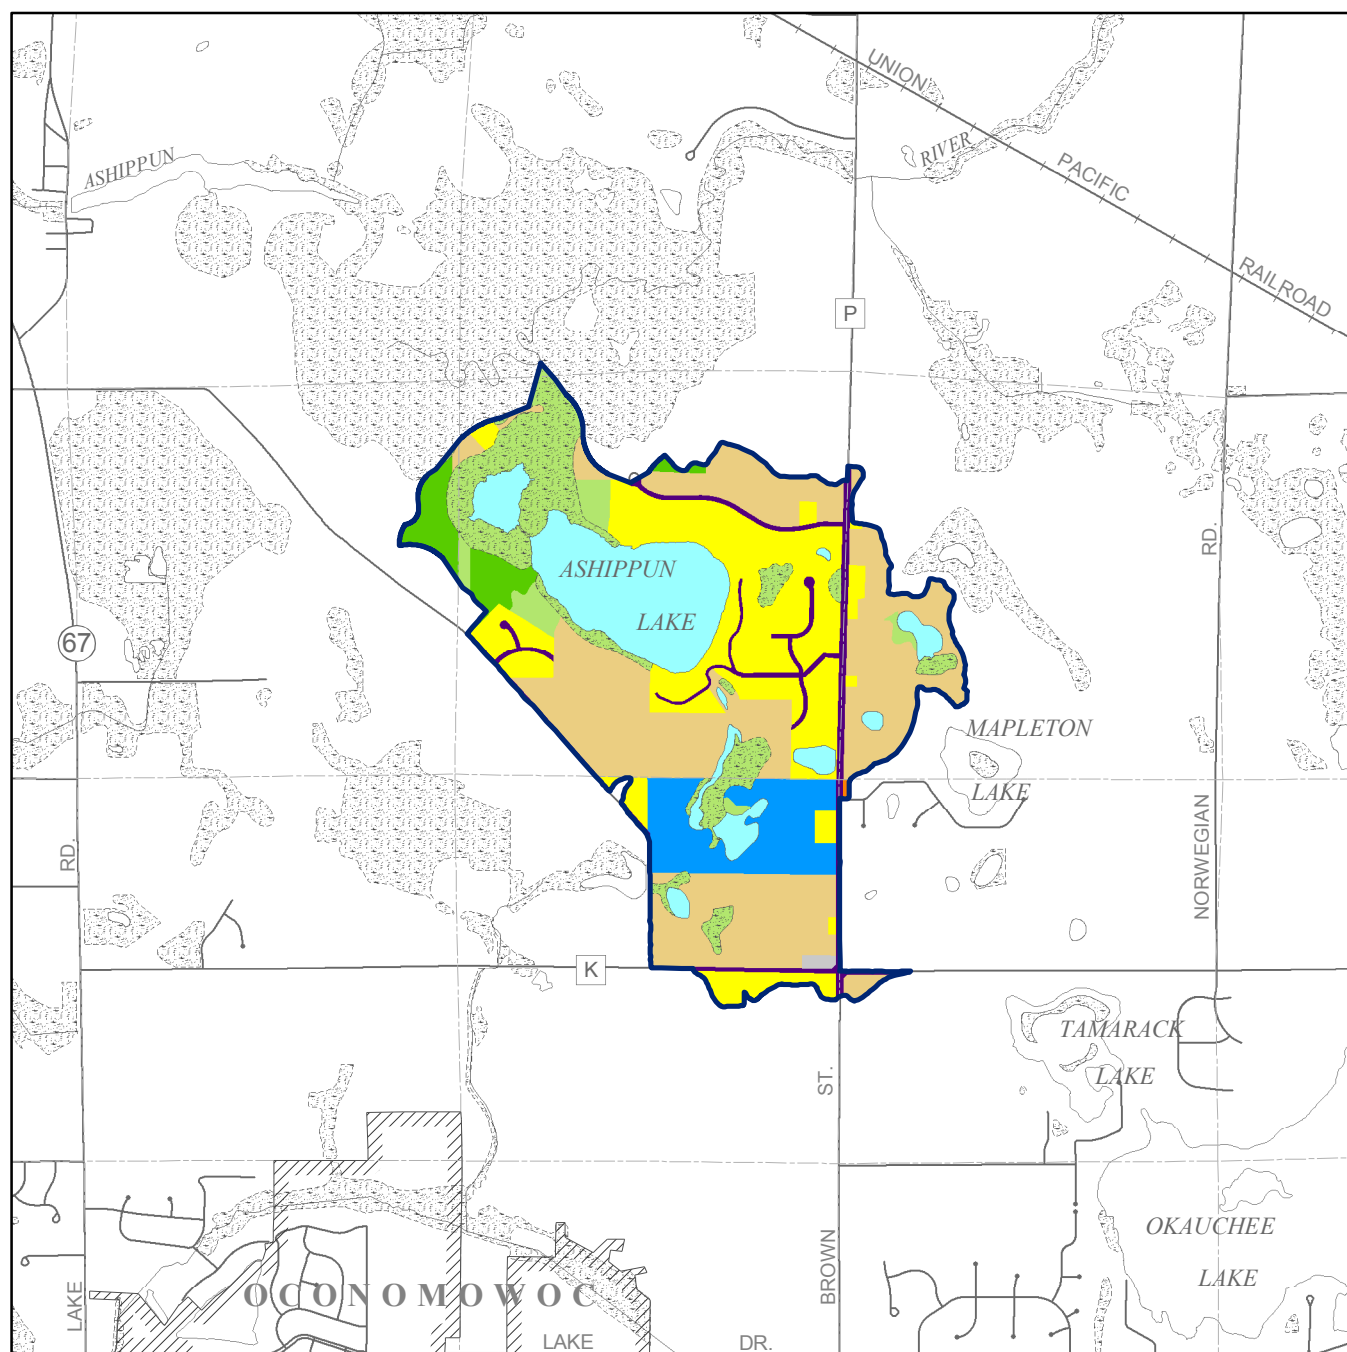 UNION
PACIFIC
RAILROAD
ASHIPPUN
RIVER
P
RD.
ASHIPPUN
LAKE
67
MAPLETON
LAKE
RD.
NORWEGIAN
K
TAMARACK
LAKE
ST.
OKAUCHEE
LAKE
BROWN
OCONOMOWOC
LAKE
LAKE DR.